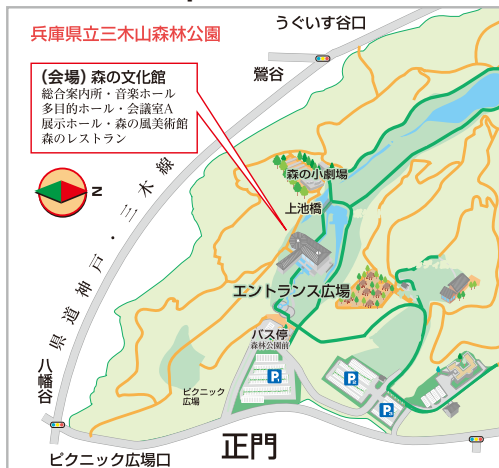 兵庫県立三木山森林公園
うぐいす谷口
鶯谷
(会場) 森の文化館
総合案内所・音楽ホール
多目的ホール・会議室A
展示ホール・森の風美術館
森のレストラン
N
県道神戸・三木線
森の小劇場
上池橋
エントランス広場
バス停
森林公園前
P
P
P
ピクニック
広場
八幡谷
正門
ピクニック広場口